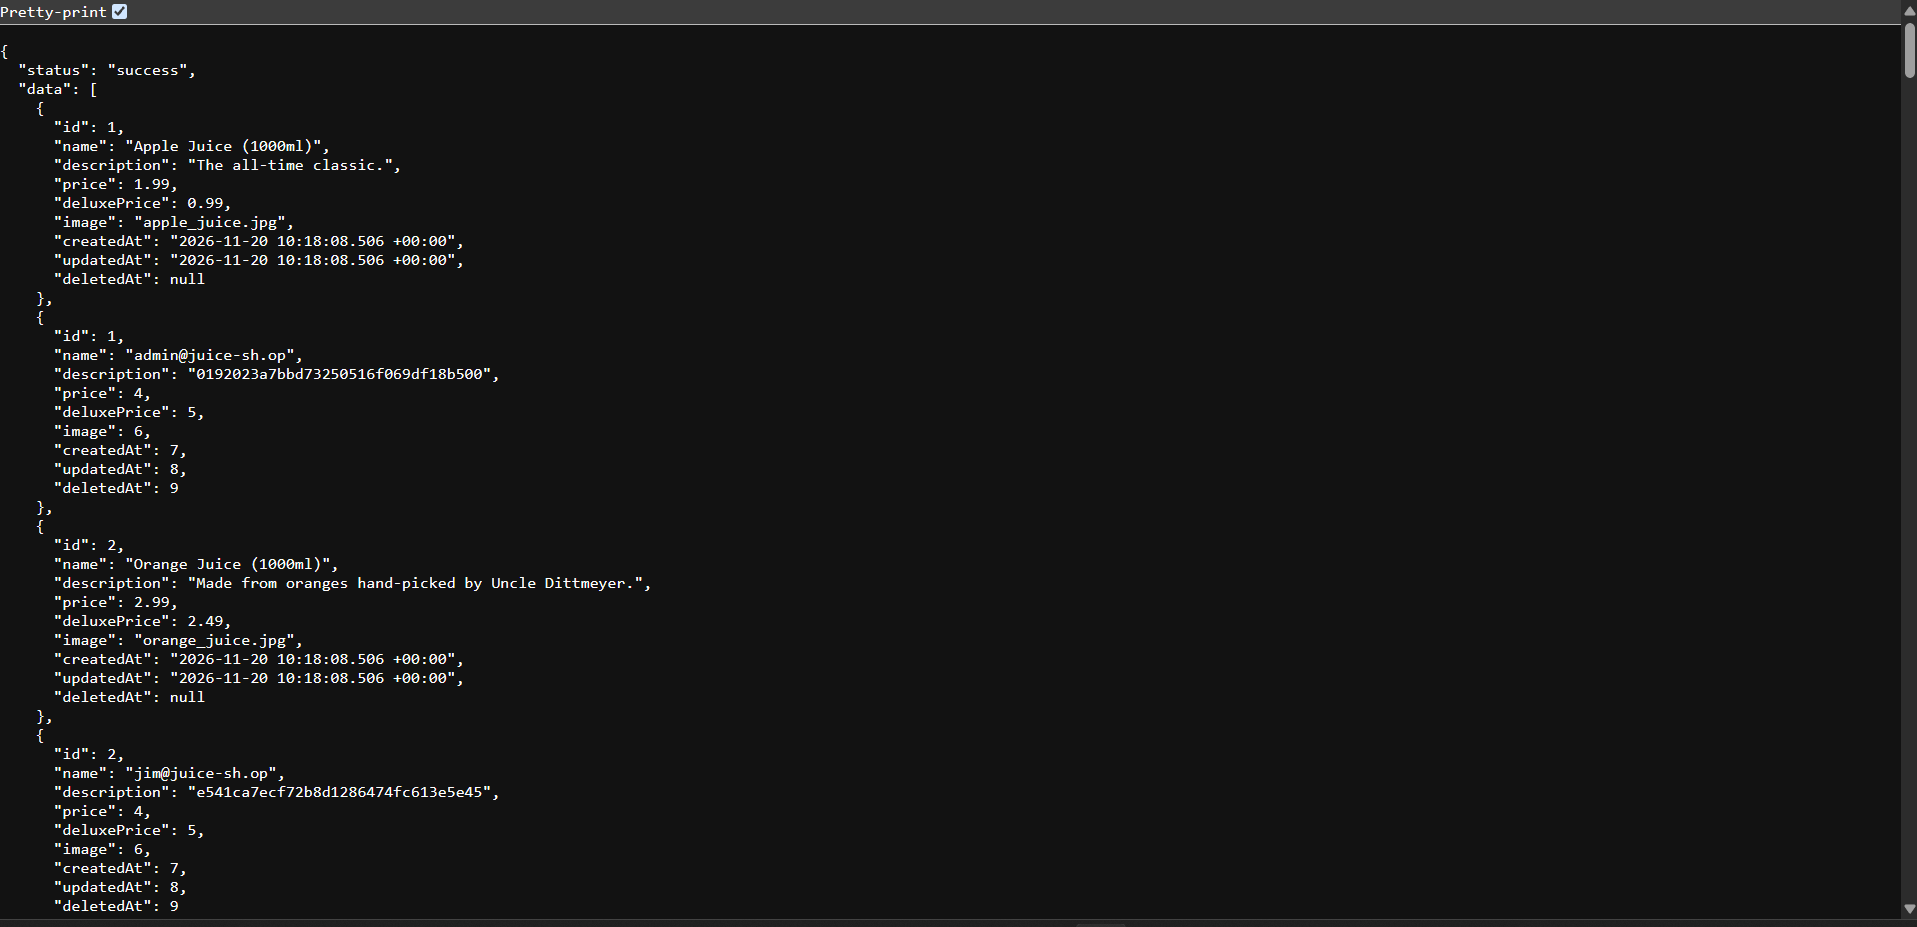 Pretty-print
{
  "status": "success",
  "data": [
    {
      "id": 1,
      "name": "Apple Juice (1000ml)",
      "description": "The all-time classic.",
      "price": 1.99,
      "deluxePrice": 0.99,
      "image": "apple_juice.jpg",
      "createdAt": "2026-11-20 10:18:08.506 +00:00",
      "updatedAt": "2026-11-20 10:18:08.506 +00:00",
      "deletedAt": null
    },
    {
      "id": 1,
      "name": "admin@juice-sh.op",
      "description": "0192023a7bbd73250516f069df18b500",
      "price": 4,
      "deluxePrice": 5,
      "image": 6,
      "createdAt": 7,
      "updatedAt": 8,
      "deletedAt": 9
    },
    {
      "id": 2,
      "name": "Orange Juice (1000ml)",
      "description": "Made from oranges hand-picked by Uncle Dittmeyer.",
      "price": 2.99,
      "deluxePrice": 2.49,
      "image": "orange_juice.jpg",
      "createdAt": "2026-11-20 10:18:08.506 +00:00",
      "updatedAt": "2026-11-20 10:18:08.506 +00:00",
      "deletedAt": null
    },
    {
      "id": 2,
      "name": "jim@juice-sh.op",
      "description": "e541ca7ecf72b8d1286474fc613e5e45",
      "price": 4,
      "deluxePrice": 5,
      "image": 6,
      "createdAt": 7,
      "updatedAt": 8,
      "deletedAt": 9